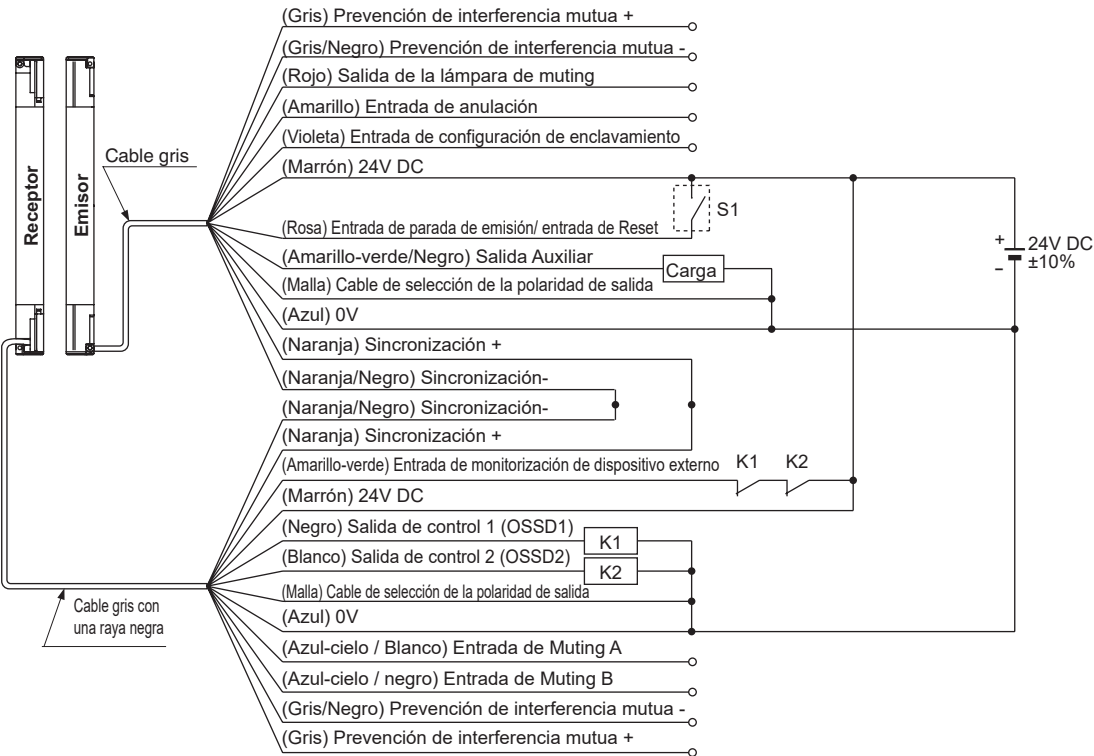 (Gris) Prevención de interferencia mutua +
(Gris/Negro) Prevención de interferencia mutua -
(Rojo) Salida de la lámpara de muting
(Amarillo) Entrada de anulación
(Violeta) Entrada de configuración de enclavamiento
Cable gris
(Marrón) 24V DC
Receptor
Emisor
S1
(Rosa) Entrada de parada de emisión/ entrada de Reset
(Amarillo-verde/Negro) Salida Auxiliar
Carga
+
-
24V DC
±10%
(Malla) Cable de selección de la polaridad de salida
(Azul) 0V
(Naranja) Sincronización +
(Naranja/Negro) Sincronización-
(Naranja/Negro) Sincronización-
(Naranja) Sincronización +
(Amarillo-verde) Entrada de monitorización de dispositivo externo K1 K2
(Marrón) 24V DC
(Negro) Salida de control 1 (OSSD1) K1
(Blanco) Salida de control 2 (OSSD2) K2
(Malla) Cable de selección de la polaridad de salida
Cable gris con
una raya negra
(Azul) 0V
(Azul-cielo / Blanco) Entrada de Muting A
(Azul-cielo / negro) Entrada de Muting B
(Gris/Negro) Prevención de interferencia mutua -
(Gris) Prevención de interferencia mutua +